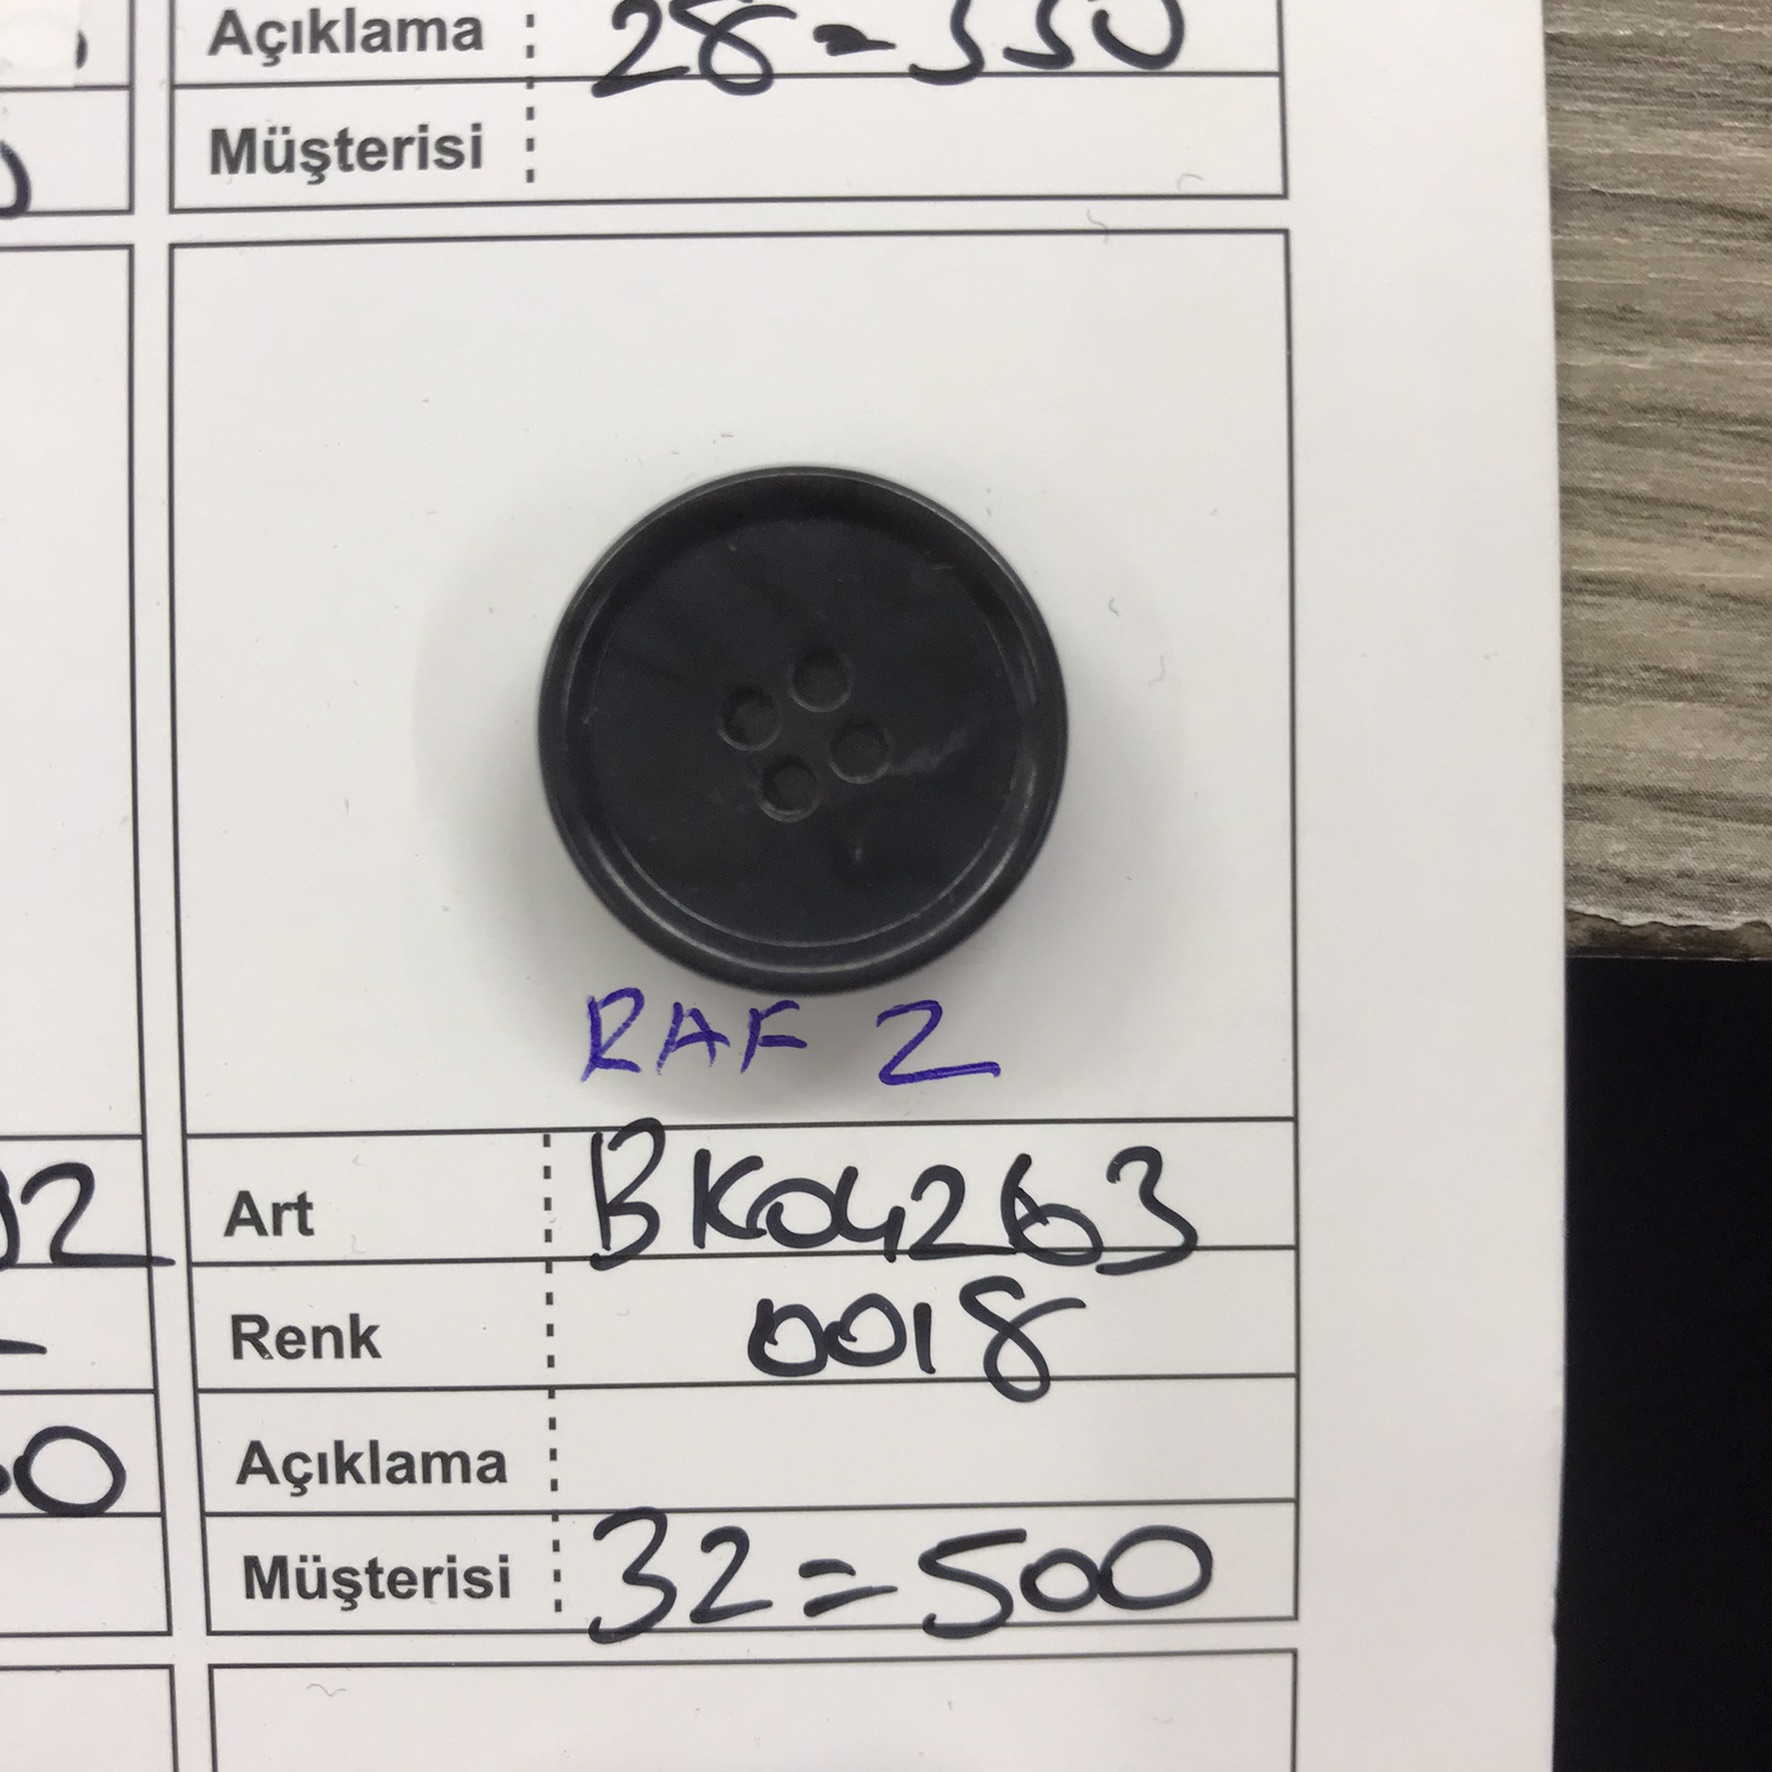 Açıklama : 28 = 550
Müşterisi :
RAF 2
Art : BK04263
Renk : 0018
Açıklama :
Müşterisi : 32 = 500